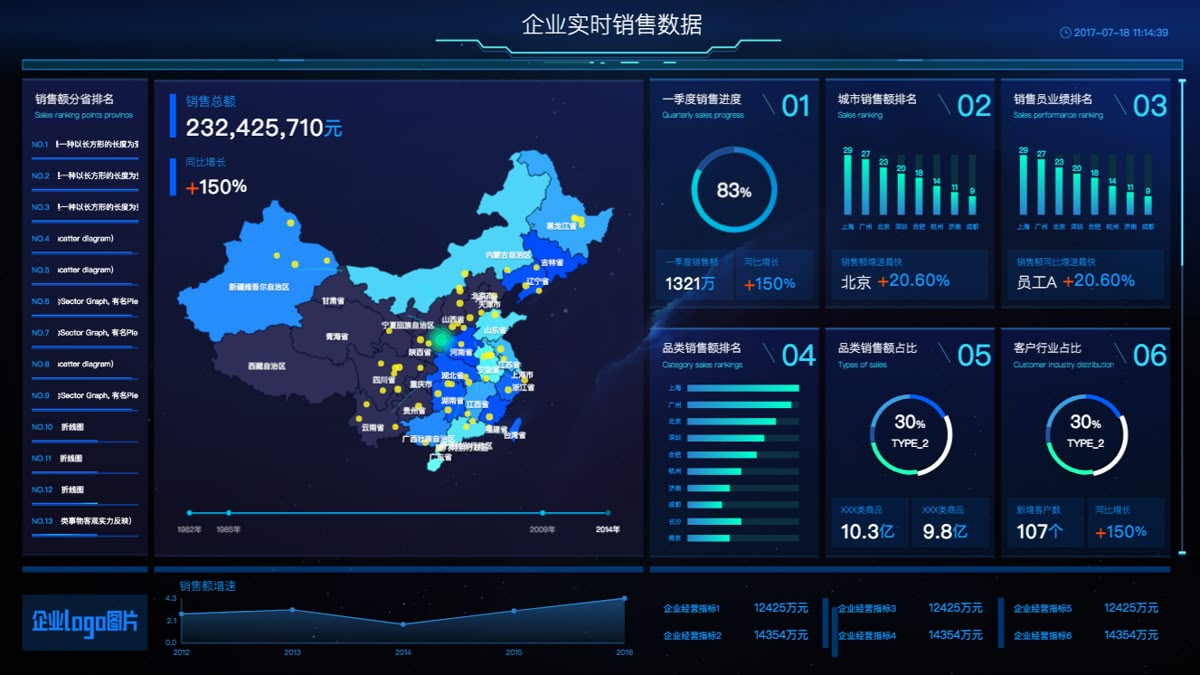 企业实时销售数据
2017-07-18 11:14:39
销售额分省排名
Sales ranking points province
NO.1 一种以长方形的长度为
NO.2 一种以长方形的长度为
NO.3 一种以长方形的长度为
NO.4 catter diagram)
NO.5 catter diagram)
NO.6 Sector Graph, 有名Pie
NO.7 Sector Graph, 有名Pie
NO.8 catter diagram)
NO.9 Sector Graph, 有名Pie
NO.10 折线图
NO.11 折线图
NO.12 折线图
NO.13 类事物客观实力反映)
销售总额
232,425,710元
同比增长
+150%
黑龙江省
内蒙古自治区
吉林省
辽宁省
新疆维吾尔自治区
甘肃省
北京市
天津市
宁夏回族自治区
山西省
山东省
青海省
陕西省
河南省
西藏自治区
江苏省
安徽省
四川省
重庆市
湖北省
上海市
浙江省
湖南省
江西省
贵州省
云南省
福建省
台湾省
广西壮族自治区
广东省
1982年 1985年 2009年 2014年
一季度销售进度 01
Quarterly sales progress
83%
一季度销售额
1321万
同比增长
+150%
城市销售额排名 02
Sales ranking
29 27 23 20 18 14 11 9
上海 广州 北京 深圳 合肥 杭州 济南 成都
销售额增速最快
北京 +20.60%
销售员业绩排名 03
Sales performance ranking
29 27 23 20 18 14 11 9
上海 广州 北京 深圳 合肥 杭州 济南 成都
销售额同比增速最快
员工A +20.60%
品类销售额排名 04
Category sales rankings
上海
广州
北京
深圳
合肥
杭州
济南
成都
长沙
南京
品类销售额占比 05
Types of sales
30%
TYPE_2
XXX类商品
10.3亿
XXX类商品
9.8亿
客户行业占比 06
Customer industry distribution
30%
TYPE_2
新增客户数
107个
同比增长
+150%
企业logo图片
销售额增速
4.3
2.1
0.0
2012 2013 2014 2015 2016
企业经营指标1 12425万元
企业经营指标2 14354万元
企业经营指标3 12425万元
企业经营指标4 14354万元
企业经营指标5 12425万元
企业经营指标6 14354万元